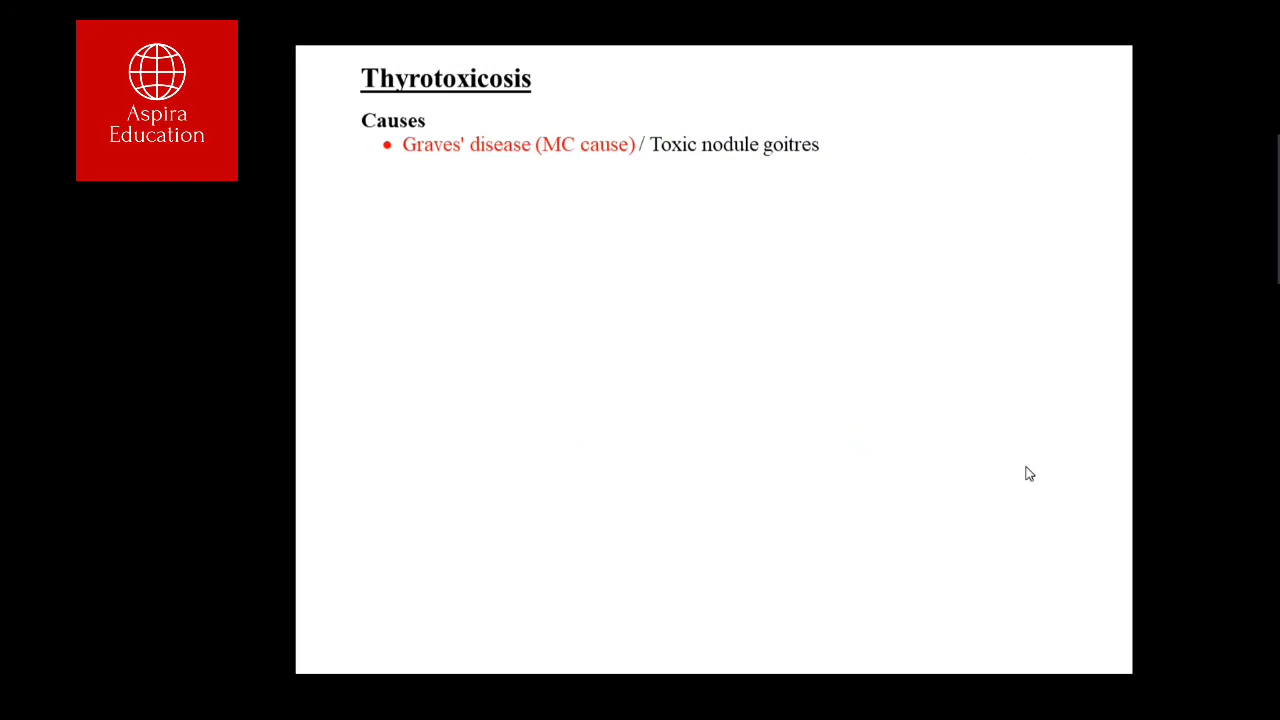 Aspira
Education
Thyrotoxicosis
Causes
• Graves' disease (MC cause) / Toxic nodule goitres